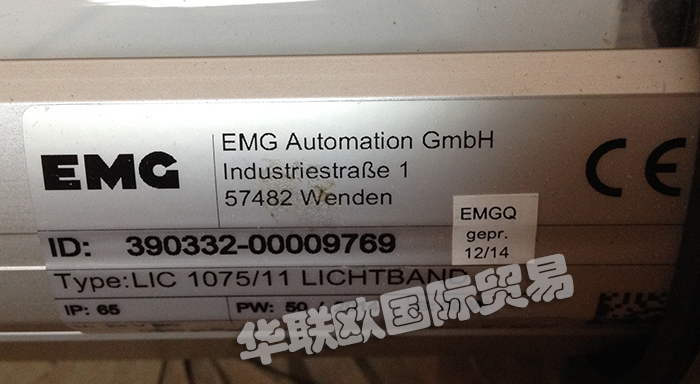 EMG
EMG Automation GmbH
Industriestraße 1
57482 Wenden
CE
EMGQ
gepr.
12/14
ID: 390332-00009769
Type:LIC 1075/11 LICHTBAND
IP: 65
PW: 50 /
华联欧国际贸易